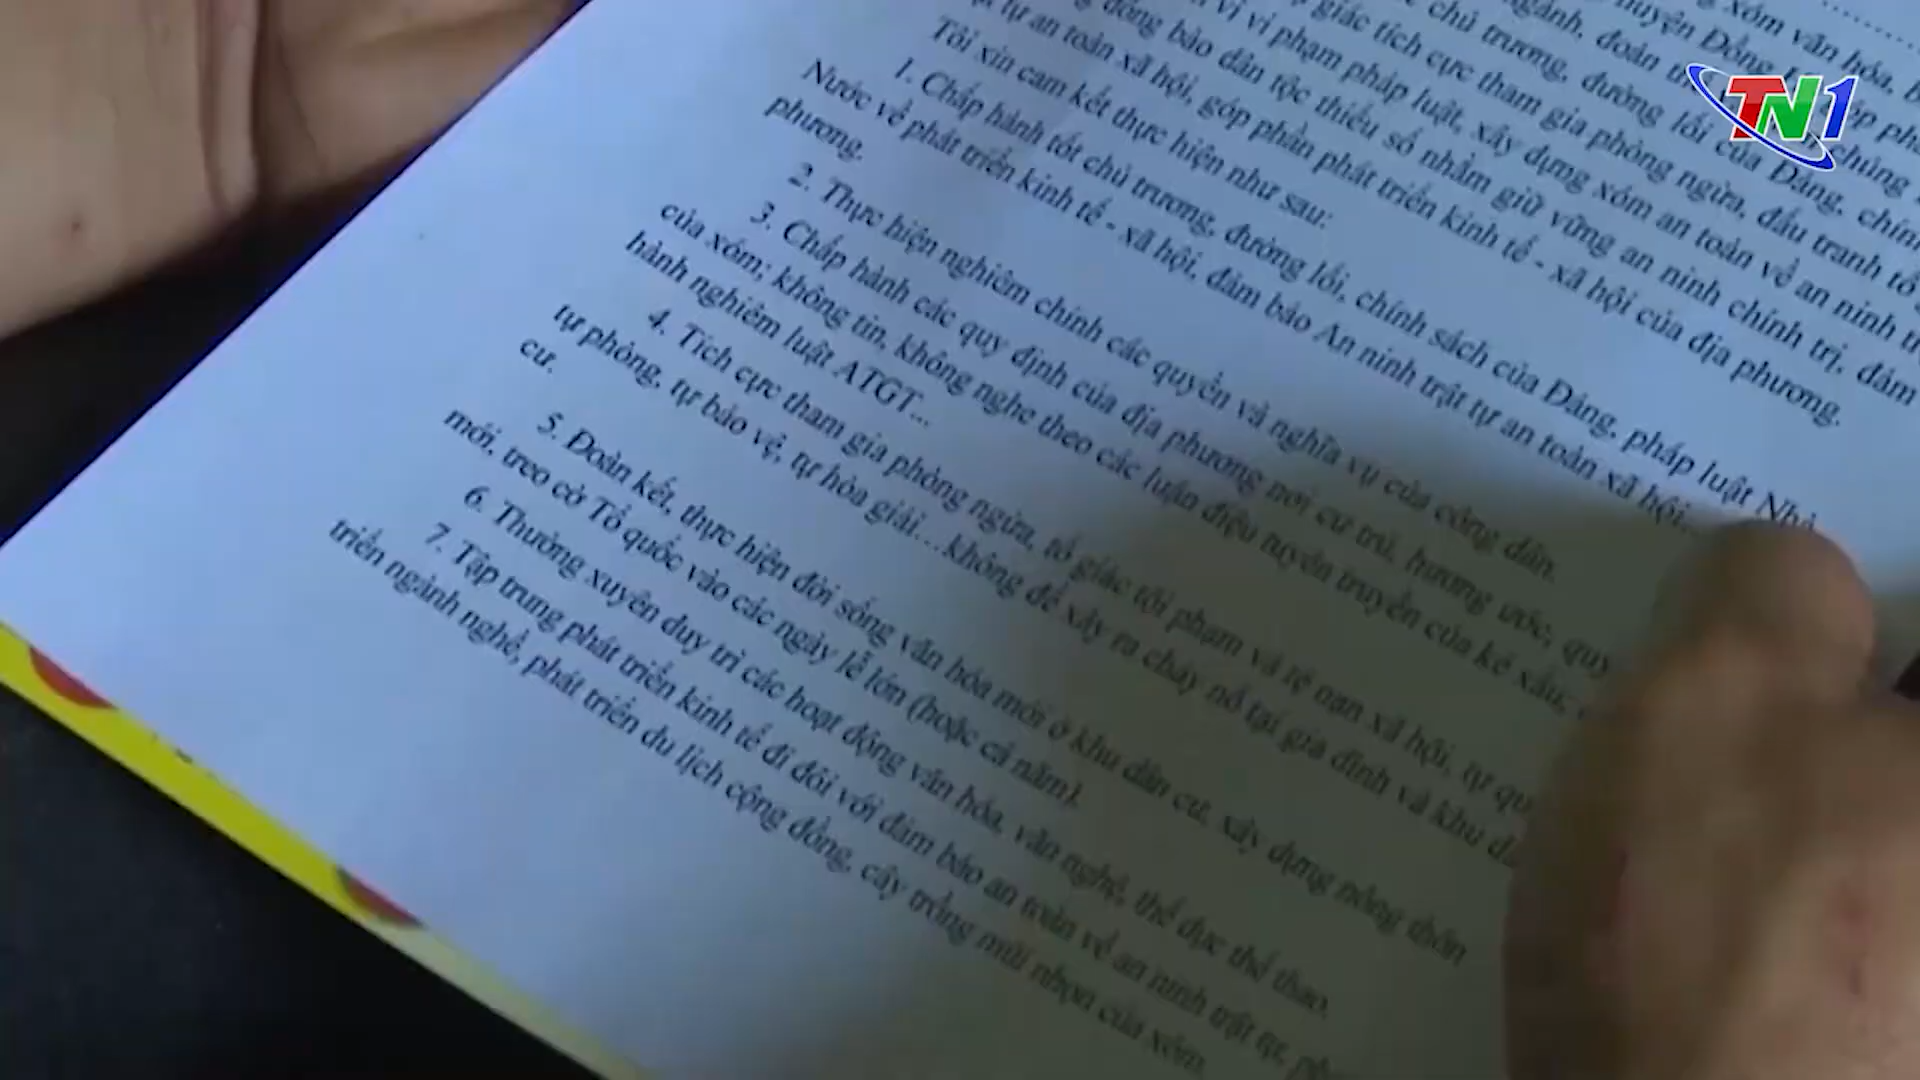 TN1
xóm văn hóa,
ngành, đoàn
huyện Đồng
chủ trương, đường lối của Đảng, chính
giác tích cực tham gia phòng ngừa, đấu tranh tố
vị vi phạm pháp luật, xây dựng xóm an toàn về an ninh
đồng bào dân tộc thiểu số nhằm giữ vững an ninh chính trị, đảm
tự an toàn xã hội, góp phần phát triển kinh tế - xã hội của địa phương.
Tôi xin cam kết thực hiện như sau:
1. Chấp hành tốt chủ trương, đường lối, chính sách của Đảng, pháp luật Nhà
Nước về phát triển kinh tế - xã hội, đảm bảo An ninh trật tự an toàn xã hội...
phương.
2. Thực hiện nghiêm chỉnh các quyền và nghĩa vụ của công dân.
3. Chấp hành các quy định của địa phương nơi cư trú, hương ước, quy
của xóm; không tin, không nghe theo các luận điệu tuyên truyền của kẻ xấu;
hành nghiêm luật ATGT...
4. Tích cực tham gia phòng ngừa, tố giác tội phạm và tệ nạn xã hội, tự
tự phòng, tự bảo vệ, tự hòa giải...không để xảy ra cháy nổ tại gia đình và khu
cư.
5. Đoàn kết, thực hiện đời sống văn hóa mới ở khu dân cư, xây dựng nông thôn
mới, treo cờ Tổ quốc vào các ngày lễ lớn (hoặc cả năm).
6. Thường xuyên duy trì các hoạt động văn hóa, văn nghệ, thể dục thể thao.
7. Tập trung phát triển kinh tế đi đôi với đảm bảo an toàn về an ninh trật tự,
triển ngành nghề, phát triển du lịch cộng đồng, cây trồng mũi nhọn của xóm.